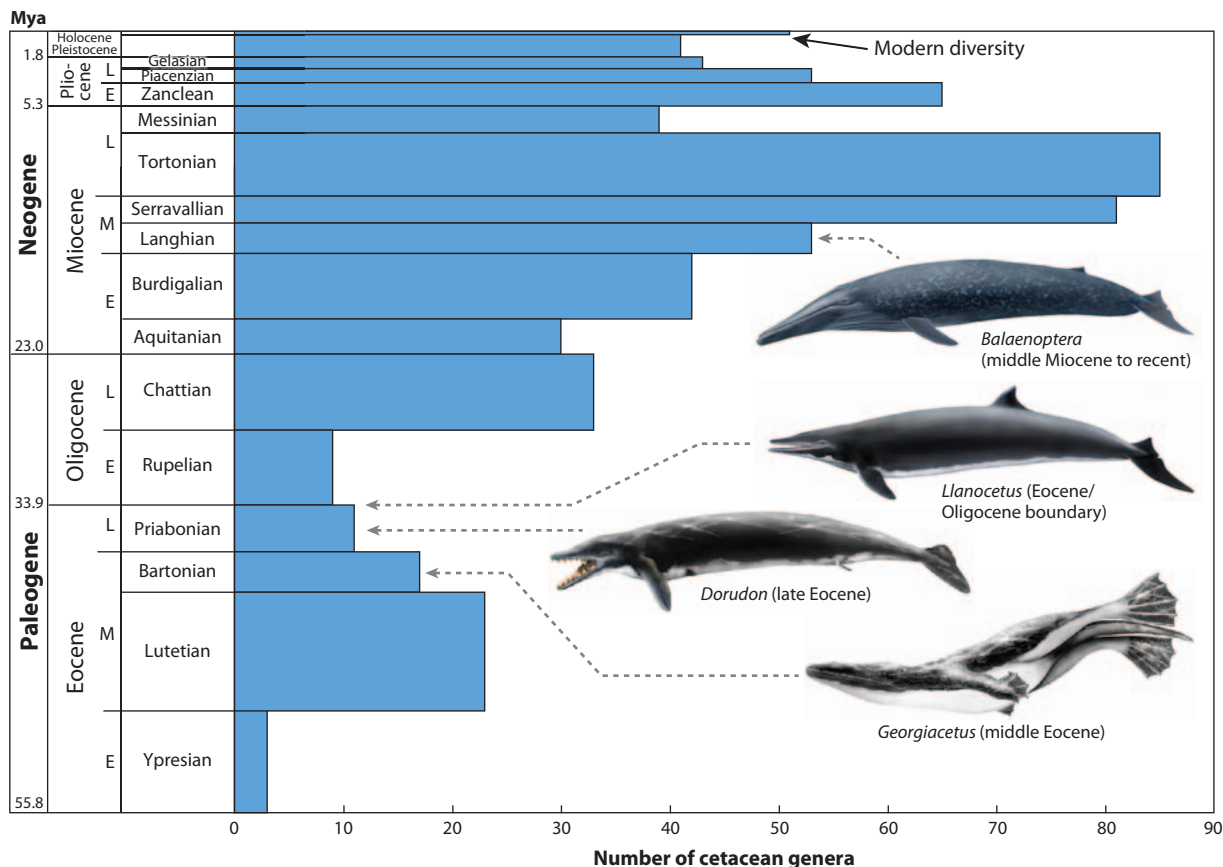 Mya
Holocene
Pleistocene
Modern diversity
1.8
Gelasian
Plio-
cene
L
Piacenzian
E
Zanclean
5.3
Messinian
Neogene
Miocene
L
Tortonian
Serravallian
M
Langhian
Burdigalian
E
Aquitanian
23.0
Balaenoptera
(middle Miocene to recent)
Paleogene
Oligocene
L
Chattian
E
Rupelian
33.9
Llanocetus (Eocene/
Oligocene boundary)
Eocene
L
Priabonian
Bartonian
Dorudon (late Eocene)
M
Lutetian
Georgiacetus (middle Eocene)
E
Ypresian
55.8
0 10 20 30 40 50 60 70 80 90
Number of cetacean genera